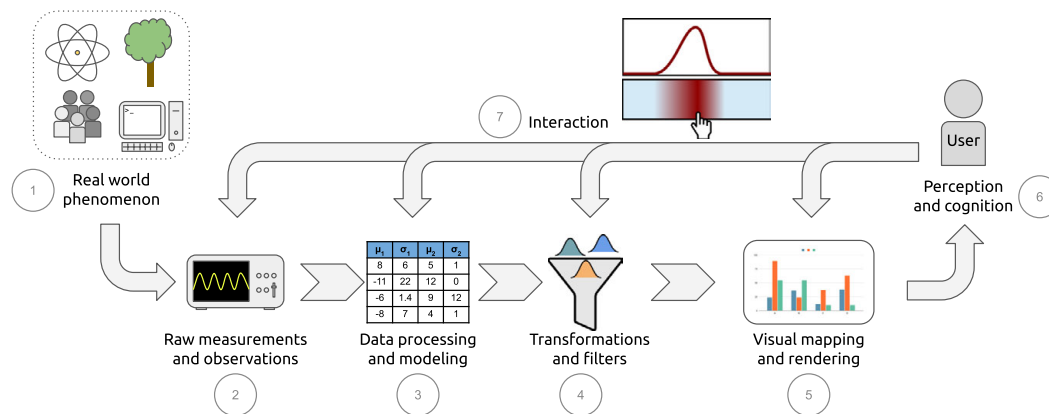 >_
7
Interaction
User
1
Real world
phenomenon
Perception
and cognition
6
μ1 σ1 μ2 σ2
8 6 5 1
-11 22 12 0
-6 1.4 9 12
-8 7 4 1
Raw measurements
and observations
Data processing
and modeling
Transformations
and filters
Visual mapping
and rendering
2
3
4
5